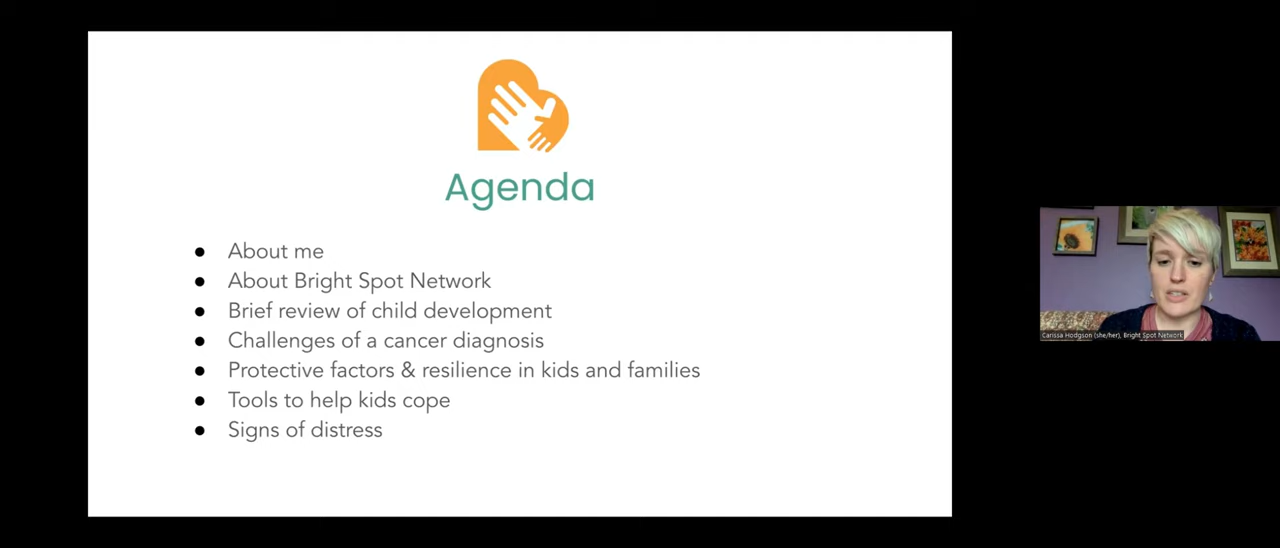 Agenda
● About me
● About Bright Spot Network
● Brief review of child development
● Challenges of a cancer diagnosis
● Protective factors & resilience in kids and families
● Tools to help kids cope
● Signs of distress
Carissa Hodgson (she/her), Bright Spot Network